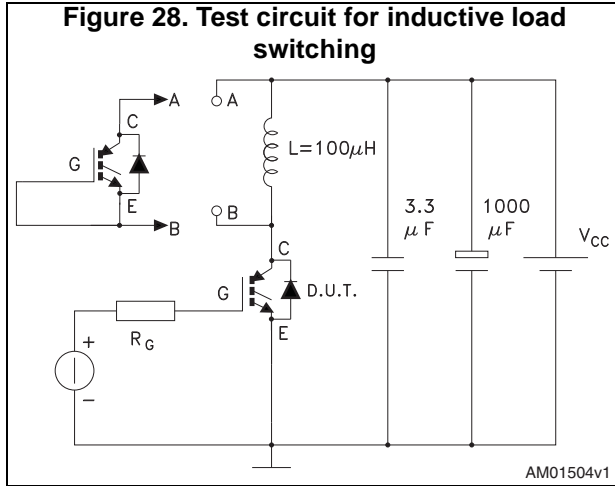 Figure 28. Test circuit for inductive load
switching
A
A
C
G
L=100μH
E
B
B
3.3
μF
1000
μF
VCC
C
G
D.U.T.
E
RG
+
−
AM01504v1